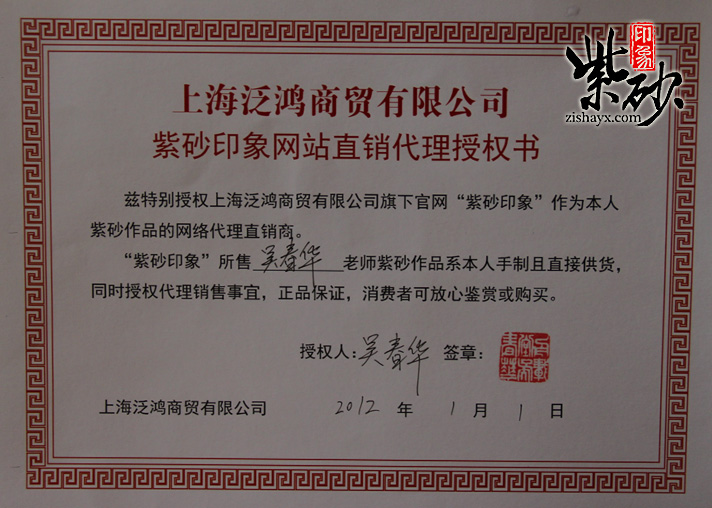 印象
紫砂
zishayx.com
上海泛鸿商贸有限公司
紫砂印象网站直销代理授权书
兹特别授权上海泛鸿商贸有限公司旗下官网“紫砂印象”作为本人
紫砂作品的网络代理直销商。
“紫砂印象”所售 吴春华 老师紫砂作品系本人手制且直接供货，
同时授权代理销售事宜，正品保证，消费者可放心鉴赏或购买。
授权人：吴春华 签章：
上海泛鸿商贸有限公司 2012 年 1 月 1 日